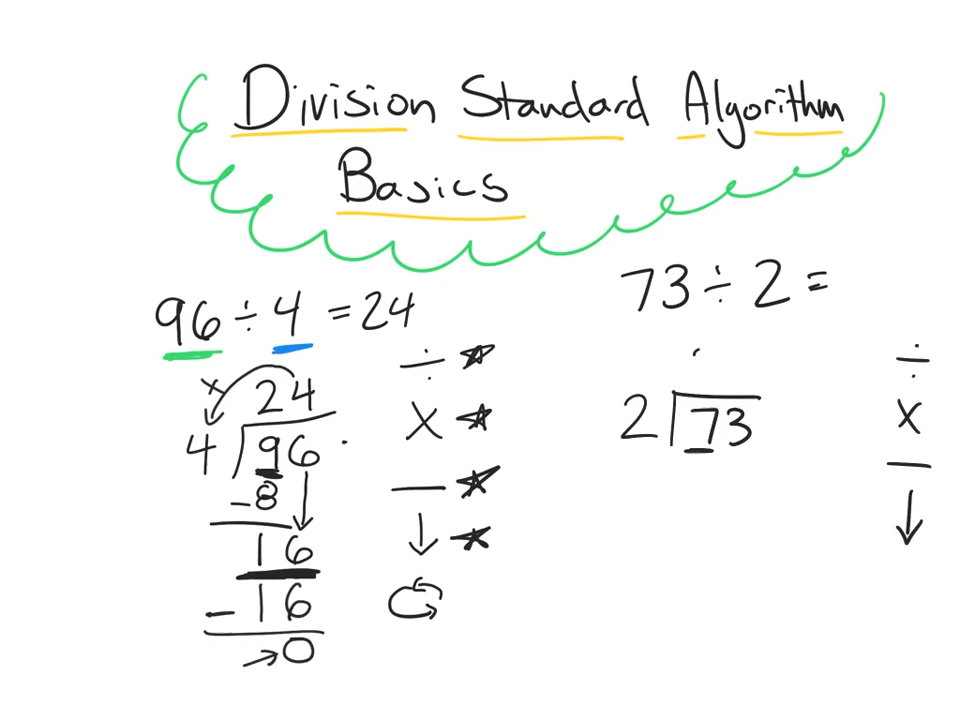 Division Standard Algorithm
Basics
96 ÷ 4 = 24
÷
x
—
↓
x
24
4 96
-8
16
- 16
→ 0
73 ÷ 2 =
2 73
÷
x
—
↓